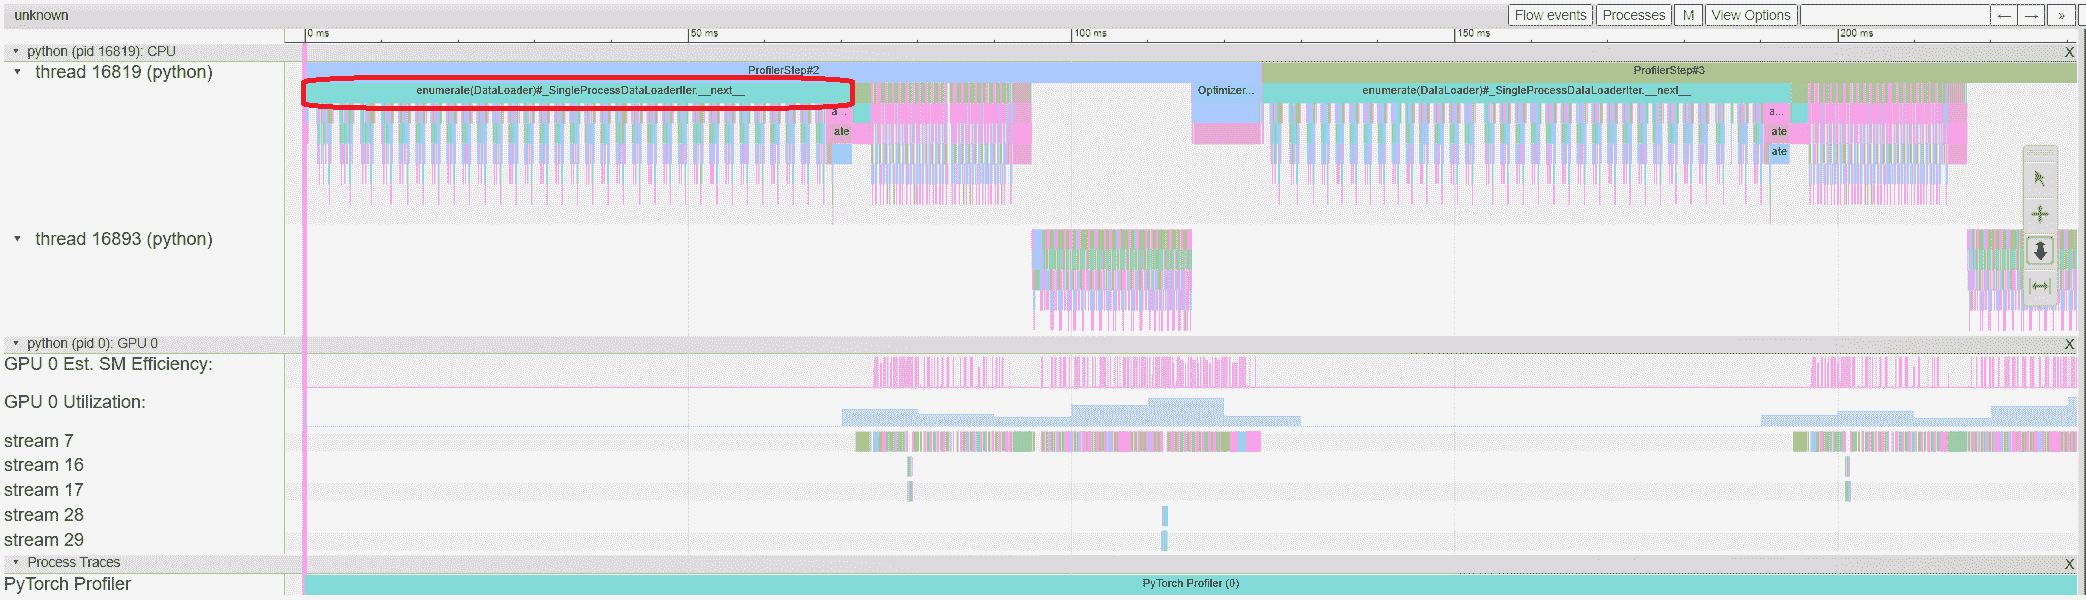 unknown
Flow events Processes M View Options ← → »
0 ms 50 ms 100 ms 150 ms 200 ms
python (pid 16819): CPU X
thread 16819 (python)
ProfilerStep#2 ProfilerStep#3
enumerate(DataLoader)#_SingleProcessDataLoaderIter.__next__ Optimizer... enumerate(DataLoader)#_SingleProcessDataLoaderIter.__next__
a... a...
ate ate
ate
thread 16893 (python)
python (pid 0): GPU 0 X
GPU 0 Est. SM Efficiency:
GPU 0 Utilization:
stream 7
stream 16
stream 17
stream 28
stream 29
Process Traces X
PyTorch Profiler PyTorch Profiler (0)